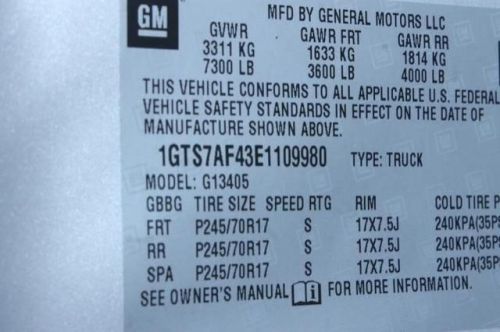 GM
MFD BY GENERAL MOTORS LLC
GVWR GAWR FRT GAWR RR
3311 KG 1633 KG 1814 KG
7300 LB 3600 LB 4000 LB
THIS VEHICLE CONFORMS TO ALL APPLICABLE U.S. FEDERAL
VEHICLE SAFETY STANDARDS IN EFFECT ON THE DATE OF
MANUFACTURE SHOWN ABOVE.
1GTS7AF43E1109980 TYPE: TRUCK
MODEL: G13405
GBBG TIRE SIZE SPEED RTG RIM COLD TIRE P
FRT P245/70R17 S 17X7.5J 240KPA(35PS
RR P245/70R17 S 17X7.5J 240KPA(35PS
SPA P245/70R17 S 17X7.5J 240KPA(35PS
SEE OWNER'S MANUAL i FOR MORE INFORMATION.